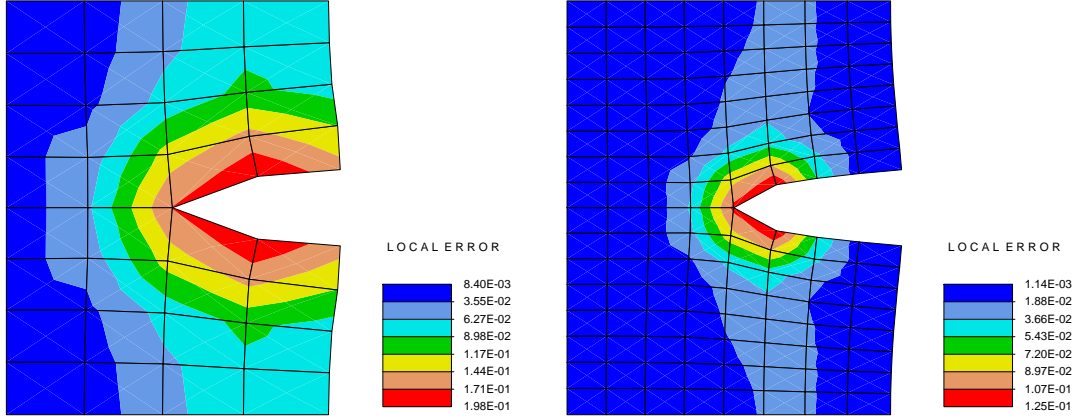 LOCAL ERROR
8.40E-03
3.55E-02
6.27E-02
8.98E-02
1.17E-01
1.44E-01
1.71E-01
1.98E-01
LOCAL ERROR
1.14E-03
1.88E-02
3.66E-02
5.43E-02
7.20E-02
8.97E-02
1.07E-01
1.25E-01